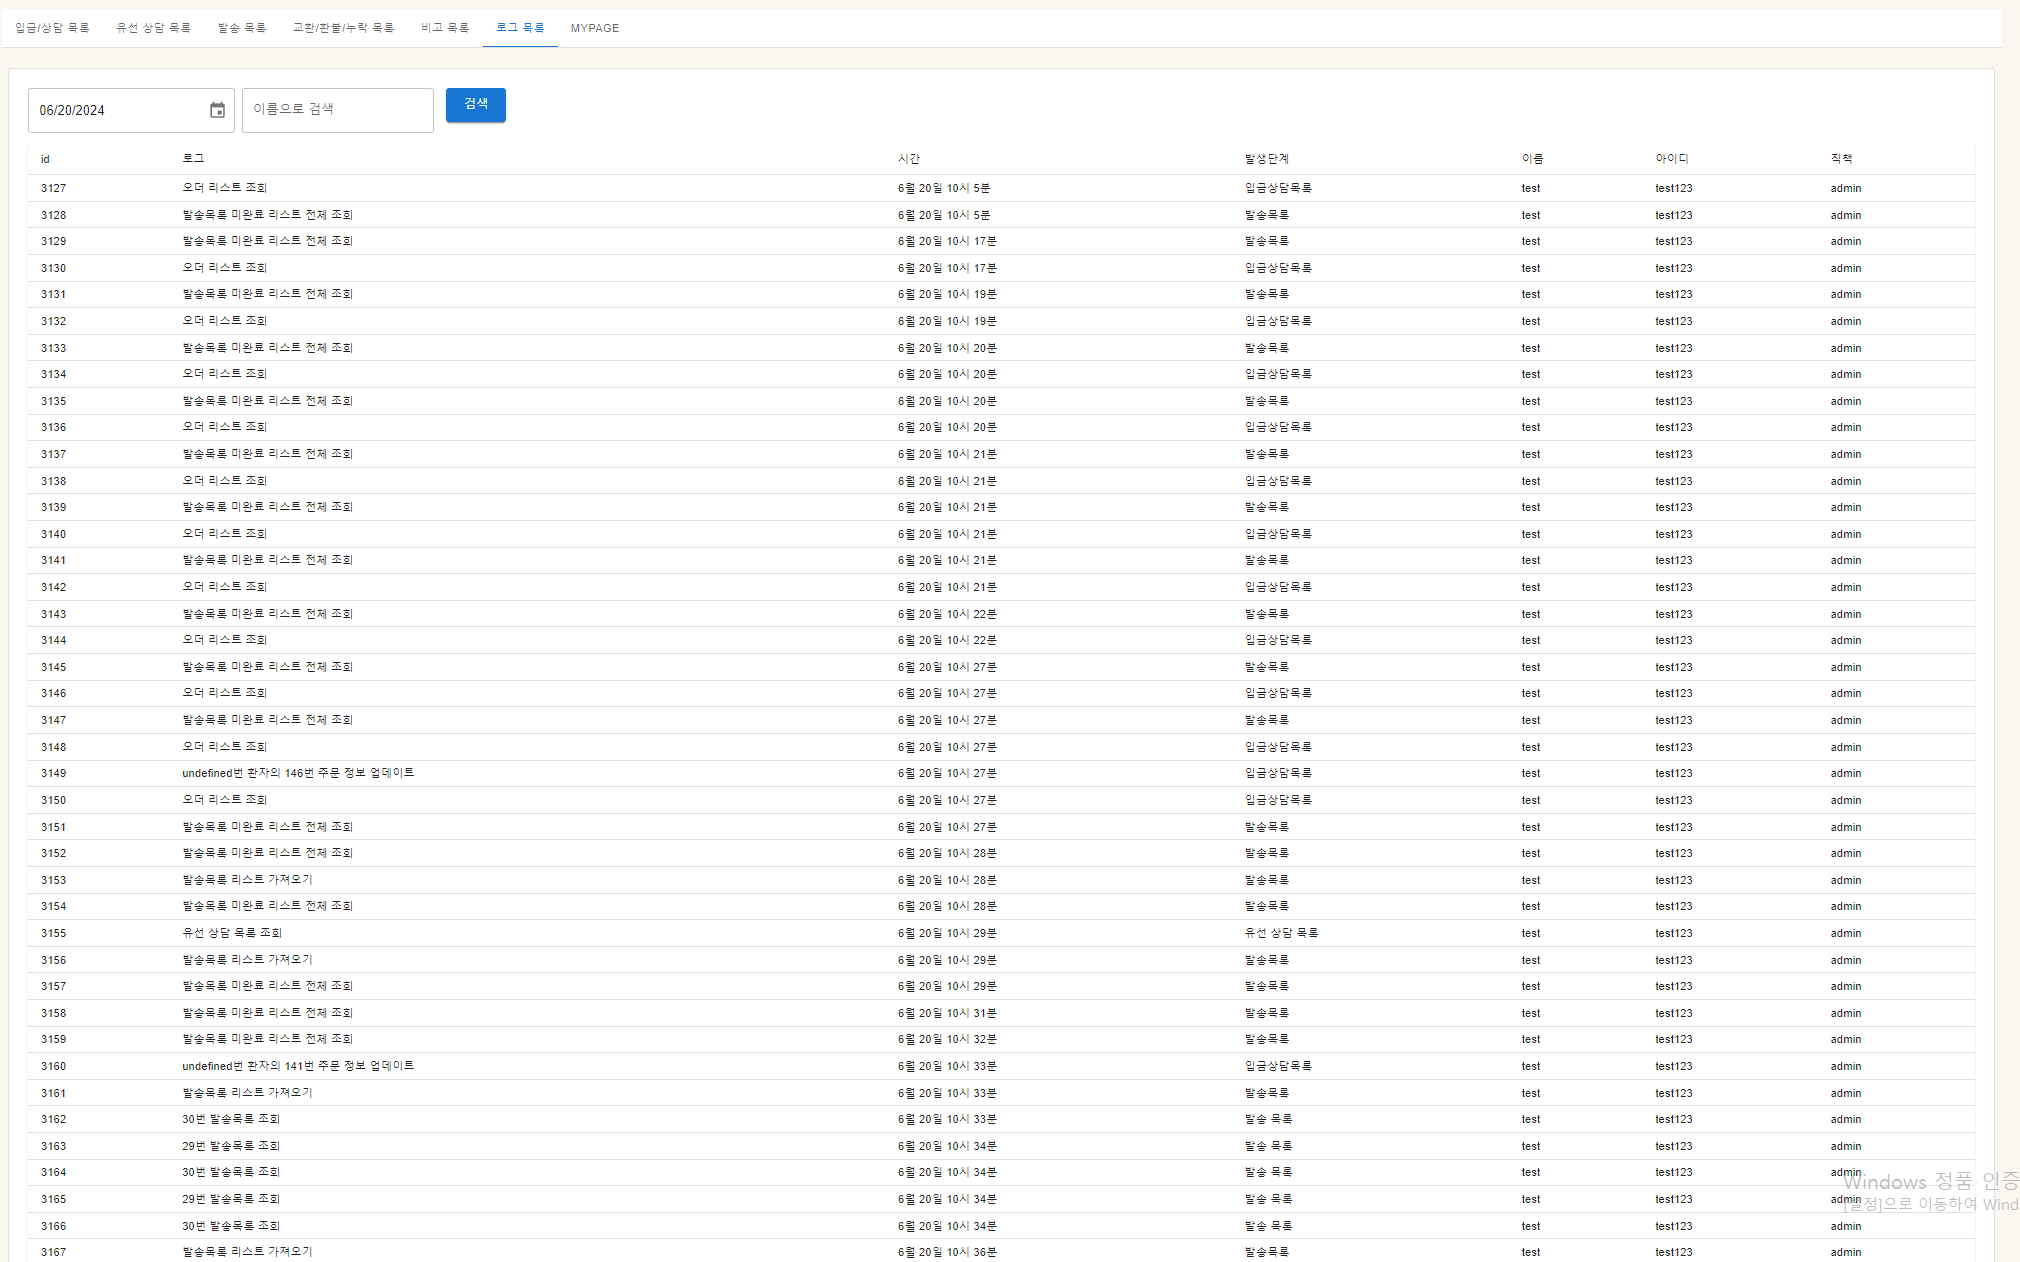 입금/상담 목록 유선 상담 목록 발송 목록 교환/환불/누락 목록 비고 목록 로그 목록 MYPAGE
06/20/2024 이름으로 검색 검색
id 로그 시간 발생단계 이름 아이디 직책
3127 오더 리스트 조회 6월 20일 10시 5분 입금상담목록 test test123 admin
3128 발송목록 미완료 리스트 전체 조회 6월 20일 10시 5분 발송목록 test test123 admin
3129 발송목록 미완료 리스트 전체 조회 6월 20일 10시 17분 발송목록 test test123 admin
3130 오더 리스트 조회 6월 20일 10시 17분 입금상담목록 test test123 admin
3131 발송목록 미완료 리스트 전체 조회 6월 20일 10시 19분 발송목록 test test123 admin
3132 오더 리스트 조회 6월 20일 10시 19분 입금상담목록 test test123 admin
3133 발송목록 미완료 리스트 전체 조회 6월 20일 10시 20분 발송목록 test test123 admin
3134 오더 리스트 조회 6월 20일 10시 20분 입금상담목록 test test123 admin
3135 발송목록 미완료 리스트 전체 조회 6월 20일 10시 20분 발송목록 test test123 admin
3136 오더 리스트 조회 6월 20일 10시 20분 입금상담목록 test test123 admin
3137 발송목록 미완료 리스트 전체 조회 6월 20일 10시 21분 발송목록 test test123 admin
3138 오더 리스트 조회 6월 20일 10시 21분 입금상담목록 test test123 admin
3139 발송목록 미완료 리스트 전체 조회 6월 20일 10시 21분 발송목록 test test123 admin
3140 오더 리스트 조회 6월 20일 10시 21분 입금상담목록 test test123 admin
3141 발송목록 미완료 리스트 전체 조회 6월 20일 10시 21분 발송목록 test test123 admin
3142 오더 리스트 조회 6월 20일 10시 21분 입금상담목록 test test123 admin
3143 발송목록 미완료 리스트 전체 조회 6월 20일 10시 22분 발송목록 test test123 admin
3144 오더 리스트 조회 6월 20일 10시 22분 입금상담목록 test test123 admin
3145 발송목록 미완료 리스트 전체 조회 6월 20일 10시 27분 발송목록 test test123 admin
3146 오더 리스트 조회 6월 20일 10시 27분 입금상담목록 test test123 admin
3147 발송목록 미완료 리스트 전체 조회 6월 20일 10시 27분 발송목록 test test123 admin
3148 오더 리스트 조회 6월 20일 10시 27분 입금상담목록 test test123 admin
3149 undefined번 환자의 146번 주문 정보 업데이트 6월 20일 10시 27분 입금상담목록 test test123 admin
3150 오더 리스트 조회 6월 20일 10시 27분 입금상담목록 test test123 admin
3151 발송목록 미완료 리스트 전체 조회 6월 20일 10시 27분 발송목록 test test123 admin
3152 발송목록 미완료 리스트 전체 조회 6월 20일 10시 28분 발송목록 test test123 admin
3153 발송목록 리스트 가져오기 6월 20일 10시 28분 발송목록 test test123 admin
3154 발송목록 미완료 리스트 전체 조회 6월 20일 10시 28분 발송목록 test test123 admin
3155 유선 상담 목록 조회 6월 20일 10시 29분 유선 상담 목록 test test123 admin
3156 발송목록 리스트 가져오기 6월 20일 10시 29분 발송목록 test test123 admin
3157 발송목록 미완료 리스트 전체 조회 6월 20일 10시 29분 발송목록 test test123 admin
3158 발송목록 미완료 리스트 전체 조회 6월 20일 10시 31분 발송목록 test test123 admin
3159 발송목록 미완료 리스트 전체 조회 6월 20일 10시 32분 발송목록 test test123 admin
3160 undefined번 환자의 141번 주문 정보 업데이트 6월 20일 10시 33분 입금상담목록 test test123 admin
3161 발송목록 리스트 가져오기 6월 20일 10시 33분 발송목록 test test123 admin
3162 30번 발송목록 조회 6월 20일 10시 33분 발송 목록 test test123 admin
3163 29번 발송목록 조회 6월 20일 10시 34분 발송 목록 test test123 admin
3164 30번 발송목록 조회 6월 20일 10시 34분 발송 목록 test test123 admin
Windows 정품 인증
3165 29번 발송목록 조회 6월 20일 10시 34분 발송 목록 test test123 admin
[설정]으로 이동하여 Wind
3166 30번 발송목록 조회 6월 20일 10시 34분 발송 목록 test test123 admin
3167 발송목록 리스트 가져오기 6월 20일 10시 36분 발송목록 test test123 admin